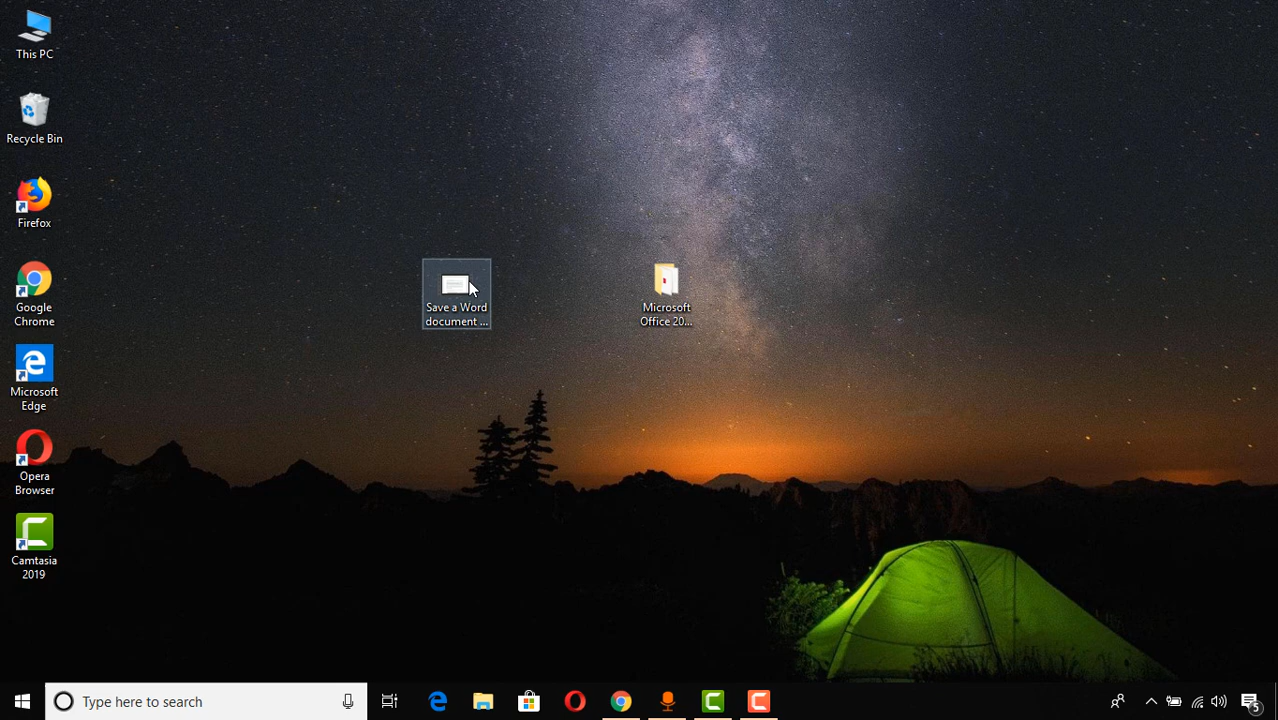 This PC
Recycle Bin
Firefox
Google
Chrome
Microsoft
Edge
Opera
Browser
Camtasia
2019
Save a Word
document ...
Microsoft
Office 20...
Type here to search
5